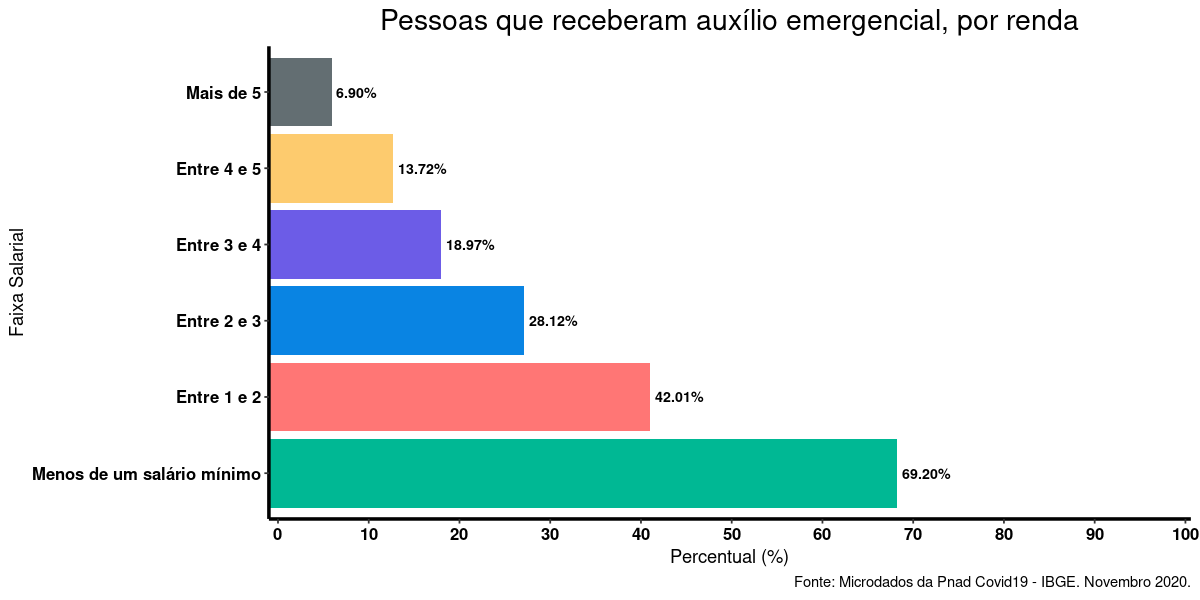 Pessoas que receberam auxílio emergencial, por renda
Faixa Salarial
Mais de 5
6.90%
Entre 4 e 5
13.72%
Entre 3 e 4
18.97%
Entre 2 e 3
28.12%
Entre 1 e 2
42.01%
Menos de um salário mínimo
69.20%
0 10 20 30 40 50 60 70 80 90 100
Percentual (%)
Fonte: Microdados da Pnad Covid19 - IBGE. Novembro 2020.